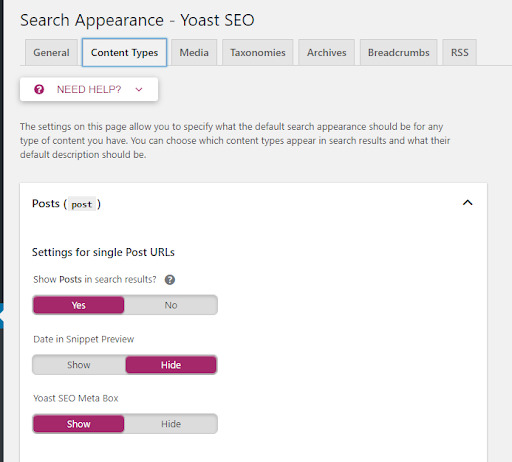 Search Appearance - Yoast SEO
General Content Types Media Taxonomies Archives Breadcrumbs RSS
? NEED HELP?
The settings on this page allow you to specify what the default search appearance should be for any
type of content you have. You can choose which content types appear in search results and what their
default description should be.
Posts ( post )
Settings for single Post URLs
Show Posts in search results? ?
Yes No
Date in Snippet Preview
Show Hide
Yoast SEO Meta Box
Show Hide